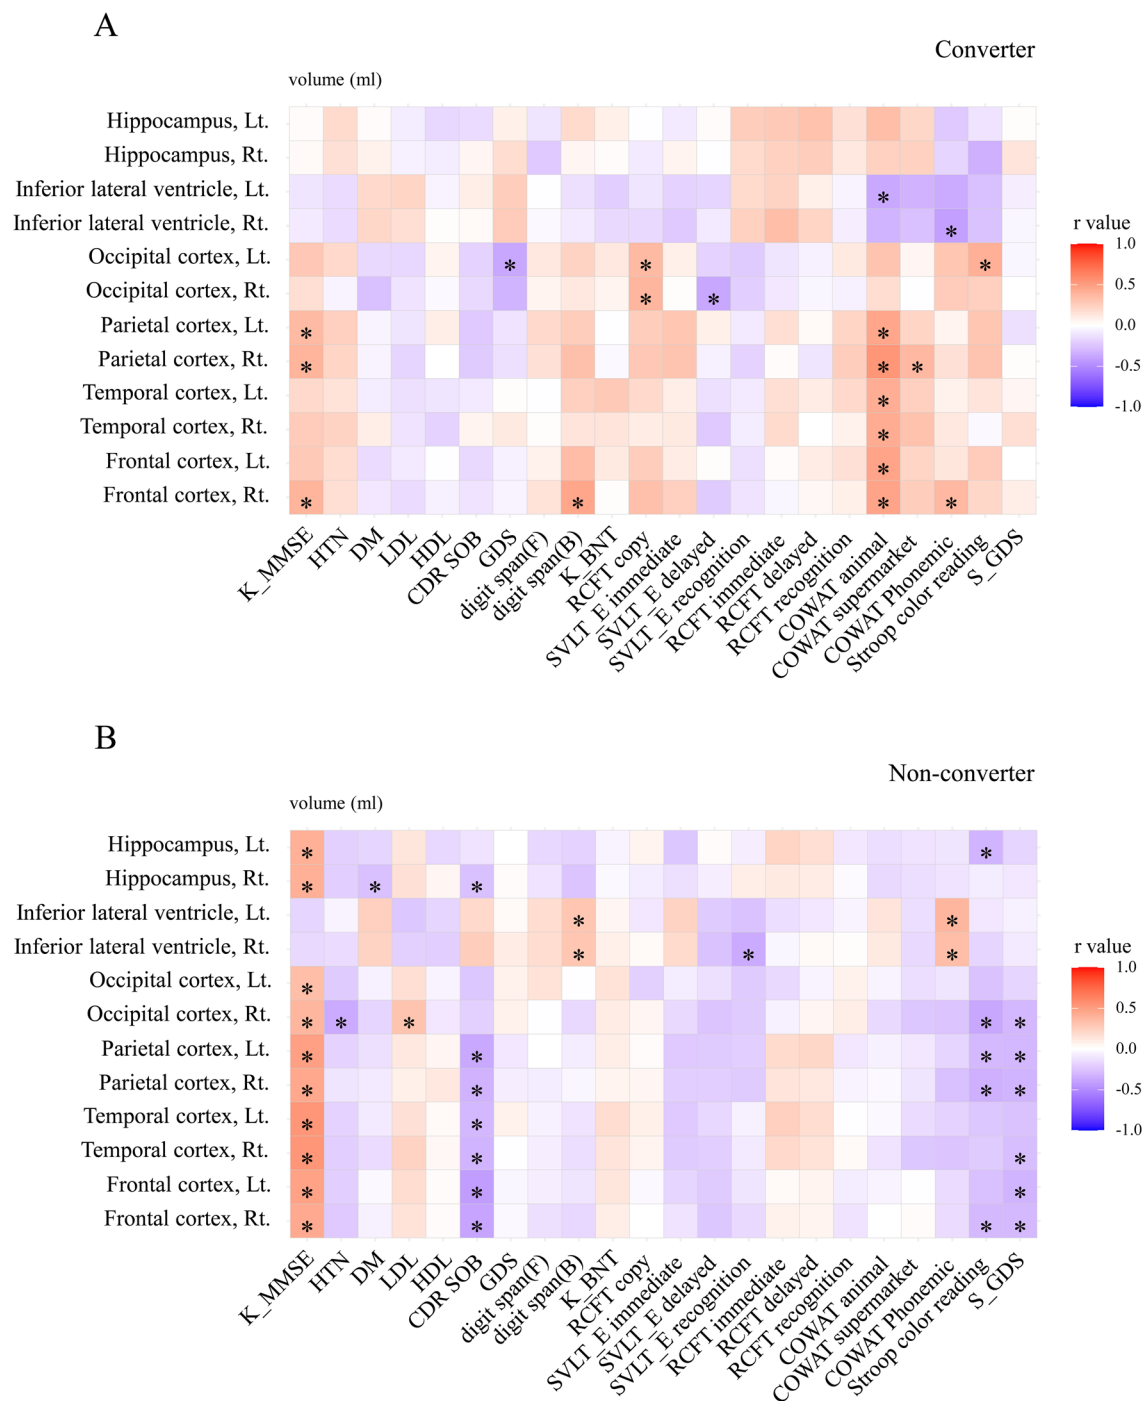 A
Converter
volume (ml)
Hippocampus, Lt.
Hippocampus, Rt.
Inferior lateral ventricle, Lt.
Inferior lateral ventricle, Rt.
Occipital cortex, Lt.
Occipital cortex, Rt.
Parietal cortex, Lt.
Parietal cortex, Rt.
Temporal cortex, Lt.
Temporal cortex, Rt.
Frontal cortex, Lt.
Frontal cortex, Rt.
r value
1.0
0.5
0.0
-0.5
-1.0
K_MMSE
HTN
DM
LDL
HDL
CDR SOB
GDS
digit span(F)
digit span(B)
K_BNT
RCFT copy
SVLT_E immediate
SVLT_E delayed
SVLT_E recognition
RCFT immediate
RCFT delayed
RCFT recognition
COWAT animal
COWAT supermarket
COWAT Phonemic
Stroop color reading
S_GDS
B
Non-converter
volume (ml)
Hippocampus, Lt.
Hippocampus, Rt.
Inferior lateral ventricle, Lt.
Inferior lateral ventricle, Rt.
Occipital cortex, Lt.
Occipital cortex, Rt.
Parietal cortex, Lt.
Parietal cortex, Rt.
Temporal cortex, Lt.
Temporal cortex, Rt.
Frontal cortex, Lt.
Frontal cortex, Rt.
r value
1.0
0.5
0.0
-0.5
-1.0
K_MMSE
HTN
DM
LDL
HDL
CDR SOB
GDS
digit span(F)
digit span(B)
K_BNT
RCFT copy
SVLT_E immediate
SVLT_E delayed
SVLT_E recognition
RCFT immediate
RCFT delayed
RCFT recognition
COWAT animal
COWAT supermarket
COWAT Phonemic
Stroop color reading
S_GDS